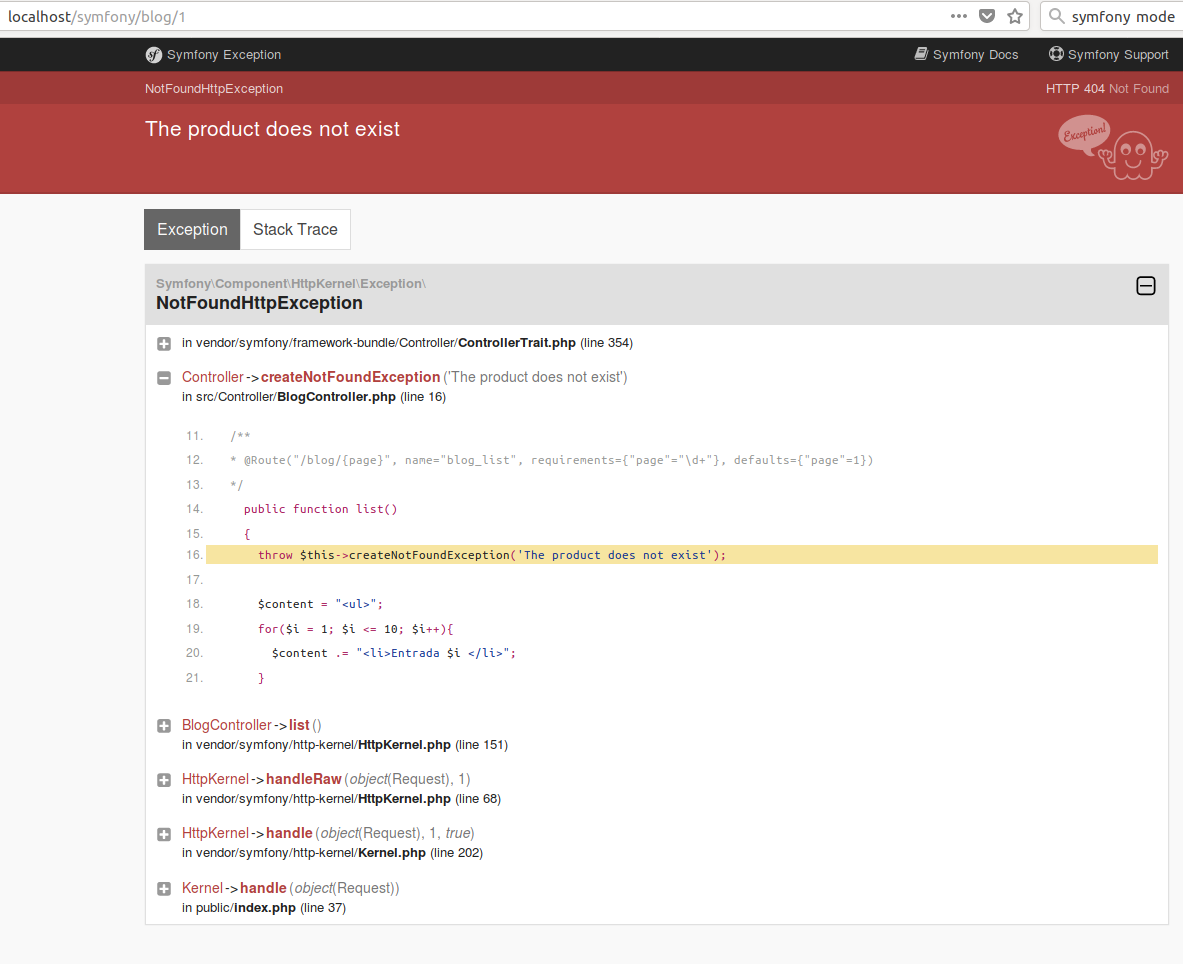 localhost/symfony/blog/1
symfony mode
Symfony Exception
Symfony Docs
Symfony Support
NotFoundHttpException
HTTP 404 Not Found
The product does not exist
Exception!
Exception
Stack Trace
Symfony\Component\HttpKernel\Exception\
NotFoundHttpException
in vendor/symfony/framework-bundle/Controller/ControllerTrait.php (line 354)
Controller->createNotFoundException('The product does not exist')
in src/Controller/BlogController.php (line 16)
11. /**
12. * @Route("/blog/{page}", name="blog_list", requirements={"page"="\d+"}, defaults={"page"=1})
13. */
14. public function list()
15. {
16. throw $this->createNotFoundException('The product does not exist');
17.
18. $content = "<ul>";
19. for($i = 1; $i <= 10; $i++){
20. $content .= "<li>Entrada $i </li>";
21. }
BlogController->list()
in vendor/symfony/http-kernel/HttpKernel.php (line 151)
HttpKernel->handleRaw(object(Request), 1)
in vendor/symfony/http-kernel/HttpKernel.php (line 68)
HttpKernel->handle(object(Request), 1, true)
in vendor/symfony/http-kernel/Kernel.php (line 202)
Kernel->handle(object(Request))
in public/index.php (line 37)